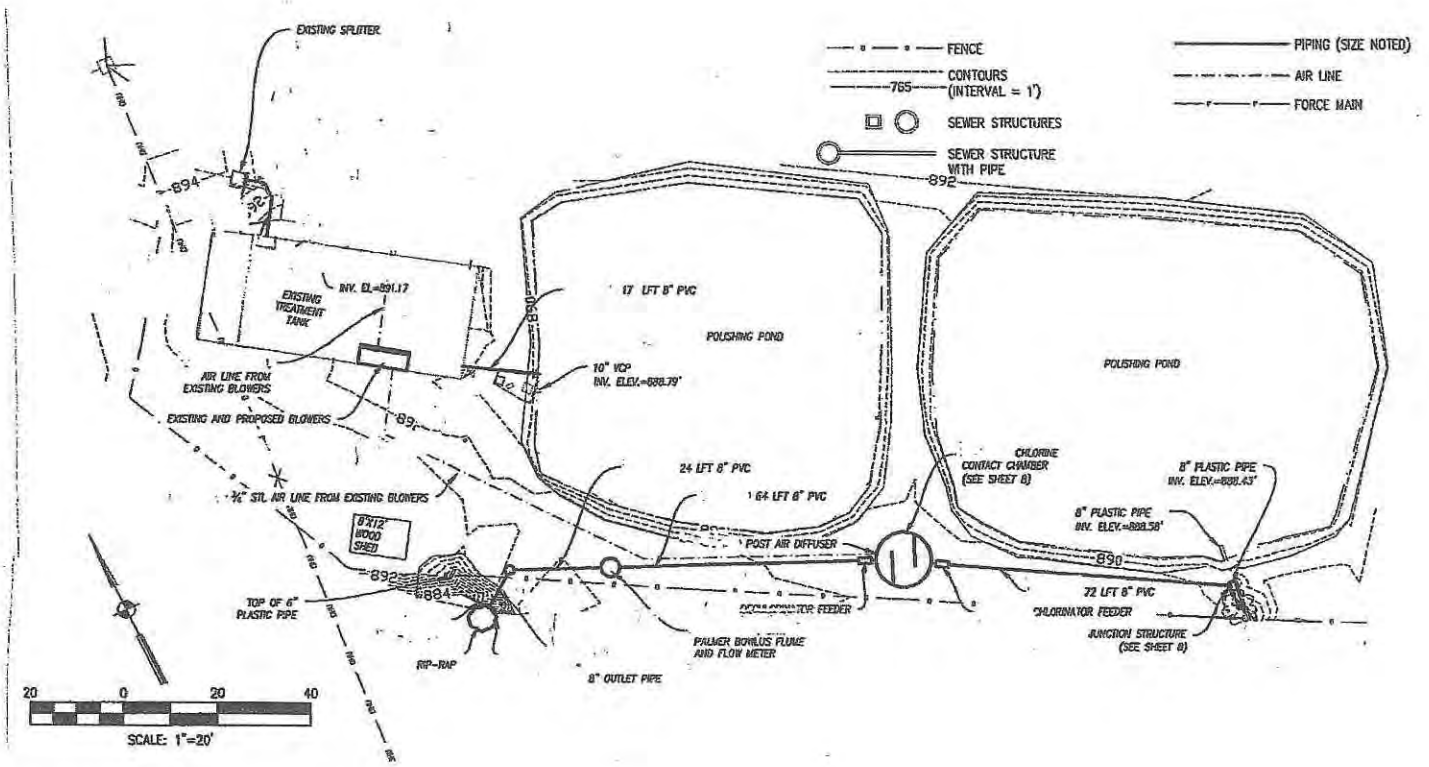 EXISTING SPLITTER
FENCE
CONTOURS
765
(INTERVAL = 1')
SEWER STRUCTURES
SEWER STRUCTURE
WITH PIPE
PIPING (SIZE NOTED)
AIR LINE
FORCE MAIN
894
892
INV. EL.=891.17
EXISTING
TREATMENT
TANK
890
17 LFT 8" PVC
POLISHING POND
POLISHING POND
10" VCP
INV. ELEV.=888.79'
AIR LINE FROM
EXISTING BLOWERS
EXISTING AND PROPOSED BLOWERS
24 LFT 8" PVC
64 LFT 8" PVC
CHLORINE
CONTACT CHAMBER
(SEE SHEET 8)
8" PLASTIC PIPE
INV. ELEV.=888.43'
8" PLASTIC PIPE
INV. ELEV.=888.58'
¾" STL AIR LINE FROM EXISTING BLOWERS
8'X12'
WOOD
SHED
POST AIR DIFFUSER
890
892
884
TOP OF 6"
PLASTIC PIPE
DECHLORINATOR FEEDER
72 LFT 8" PVC
CHLORINATOR FEEDER
JUNCTION STRUCTURE
(SEE SHEET 8)
PALMER BOWLUS FLUME
AND FLOW METER
RIP-RAP
8" OUTLET PIPE
20 0 20 40
SCALE: 1"=20'